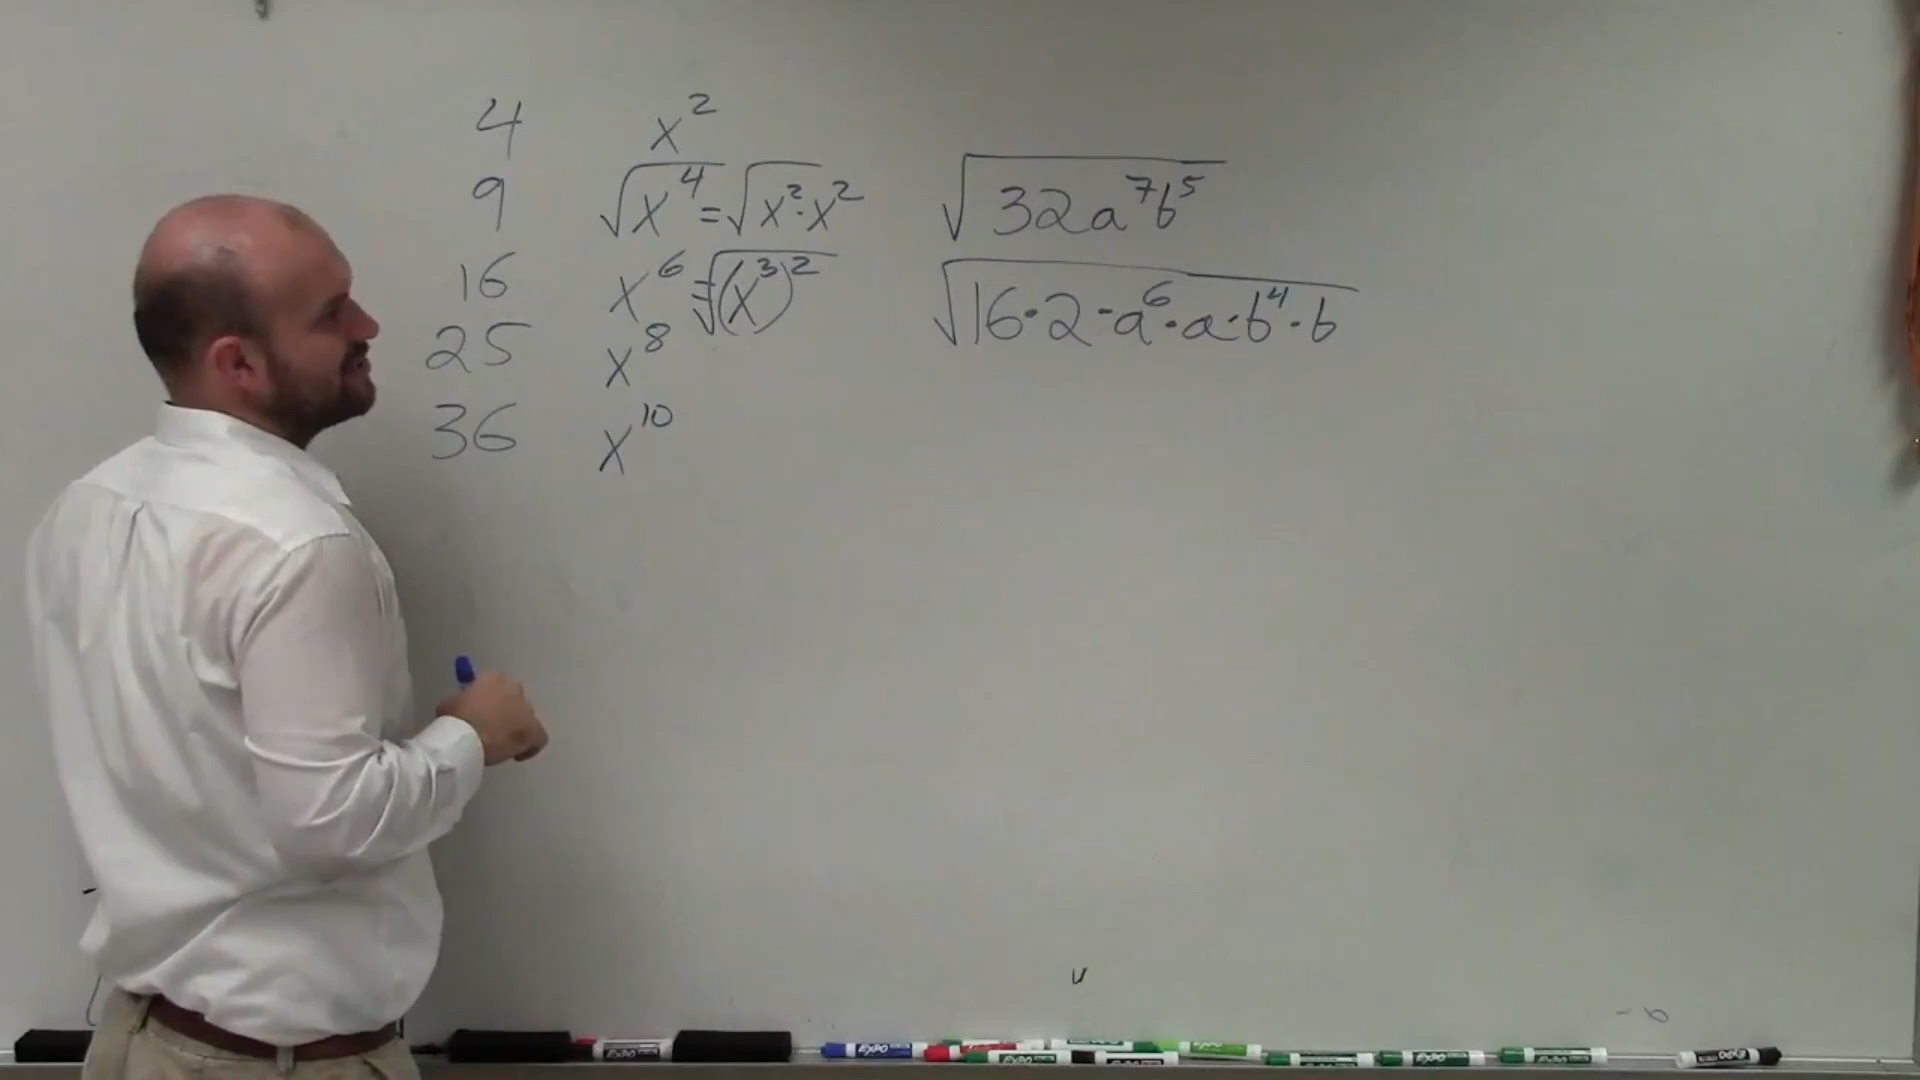 4
9
16
25
36
x²
√x⁴ = √x²·x²
x⁶ = √(x³)²
x⁸
x¹⁰
√32a⁷b⁵
√16·2·a⁶·a·b⁴·b
EXPO